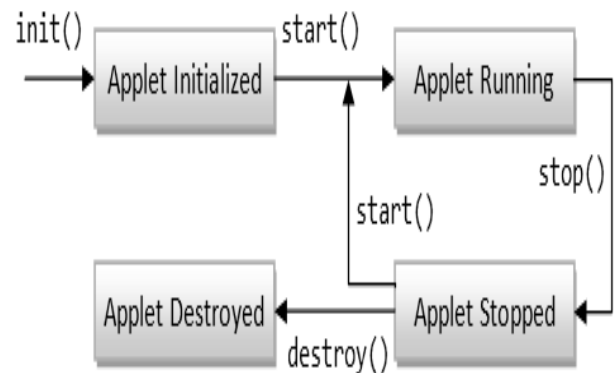 init()
Applet Initialized
start()
Applet Running
stop()
start()
Applet Destroyed
destroy()
Applet Stopped